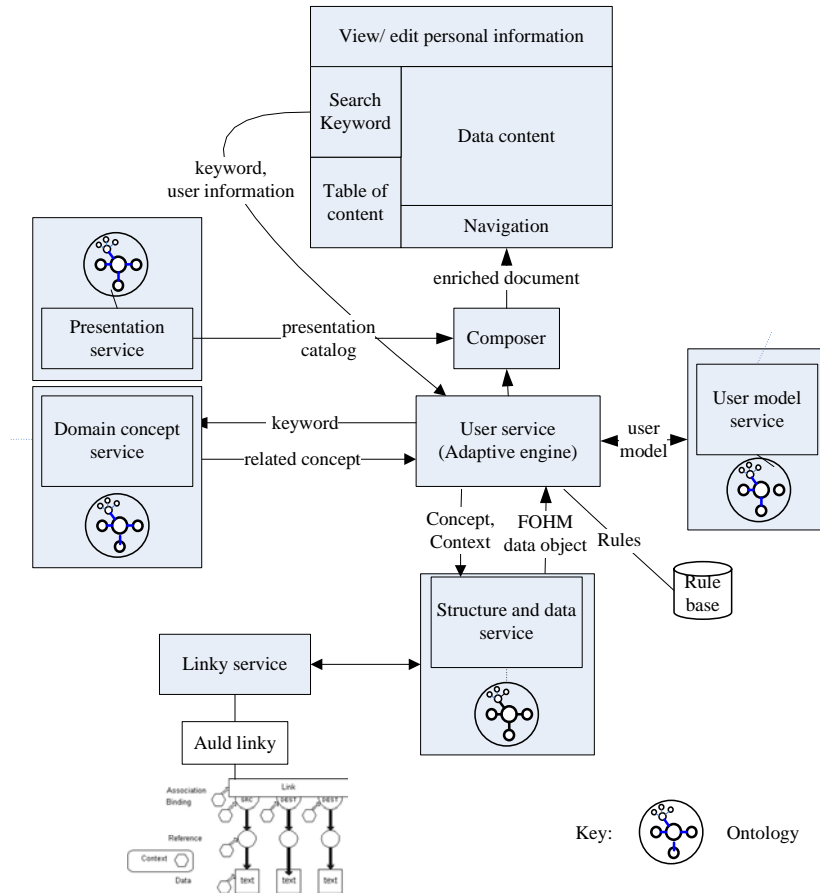 View/ edit personal information
Search
Keyword
Data content
keyword,
user information
Table of
content
Navigation
enriched document
Presentation
service
presentation
catalog
Composer
Domain concept
service
keyword
related concept
User service
(Adaptive engine)
user
model
User model
service
Concept,
Context
FOHM
data object
Rules
Rule
base
Structure and data
service
Linky service
Auld linky
Link
Association
Binding
SRC
DEST
DEST
Reference
Context
Data
text
text
text
Key:
Ontology